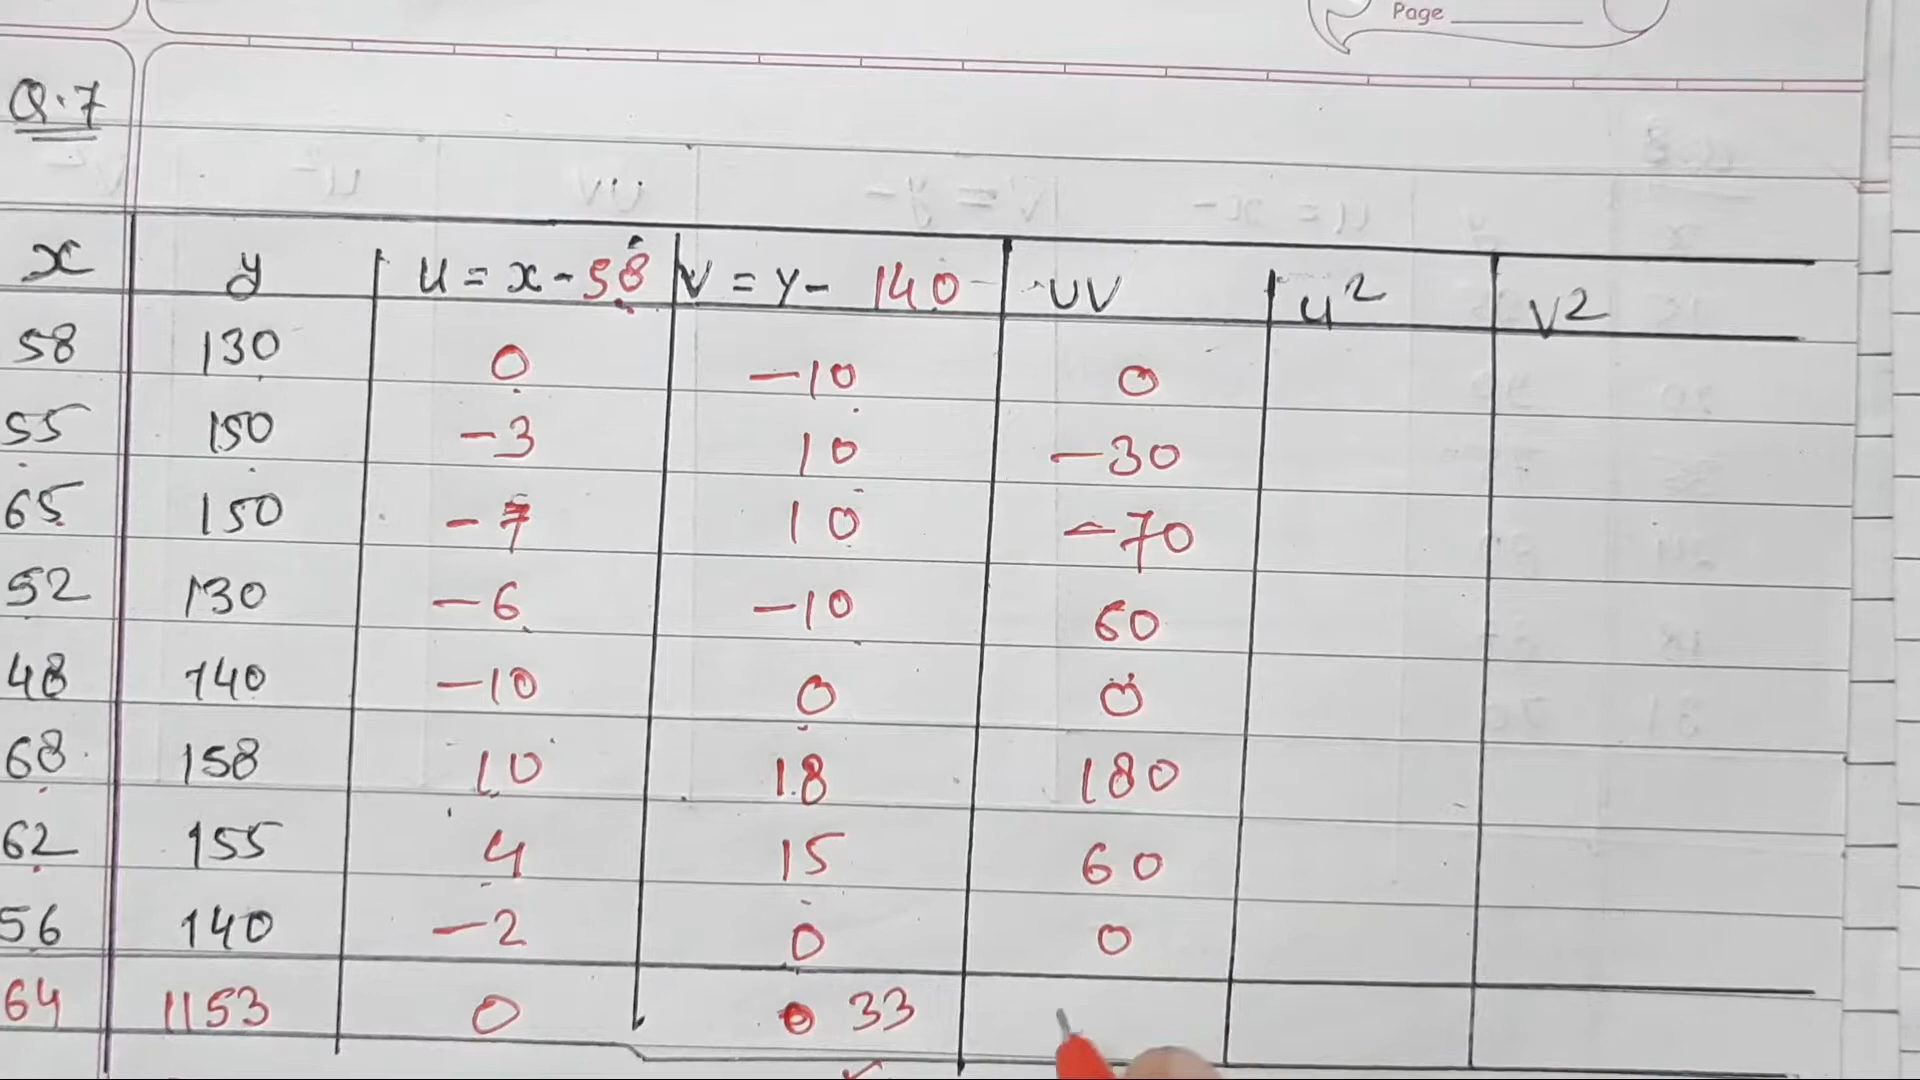 Page
Q.7
x y u = x - 58 v = y - 140 uv u² v²
58 130 0 -10 0
55 150 -3 10 -30
65 150 -7 10 -70
52 130 -6 -10 60
48 140 -10 0 0
68 158 10 18 180
62 155 4 15 60
56 140 -2 0 0
64 1153 0 33